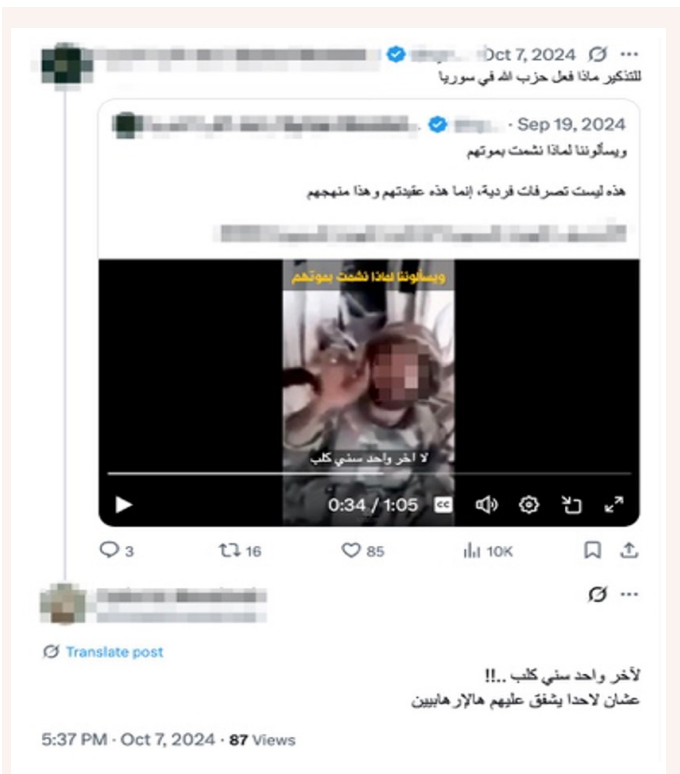 Oct 7, 2024
للتذكير ماذا فعل حزب الله في سوريا
· Sep 19, 2024
ويسألوننا لماذا نشمت بموتهم
هذه ليست تصرفات فردية، إنما هذه عقيدتهم وهذا منهجهم
ويسألوننا لماذا نشمت بموتهم
لا اخر واحد سني كلب
0:34 / 1:05 CC
3 16 85 10K
Translate post
لآخر واحد سني كلب ..!!
عشان لاحدا يشفق عليهم هالإرهابيين
5:37 PM · Oct 7, 2024 · 87 Views